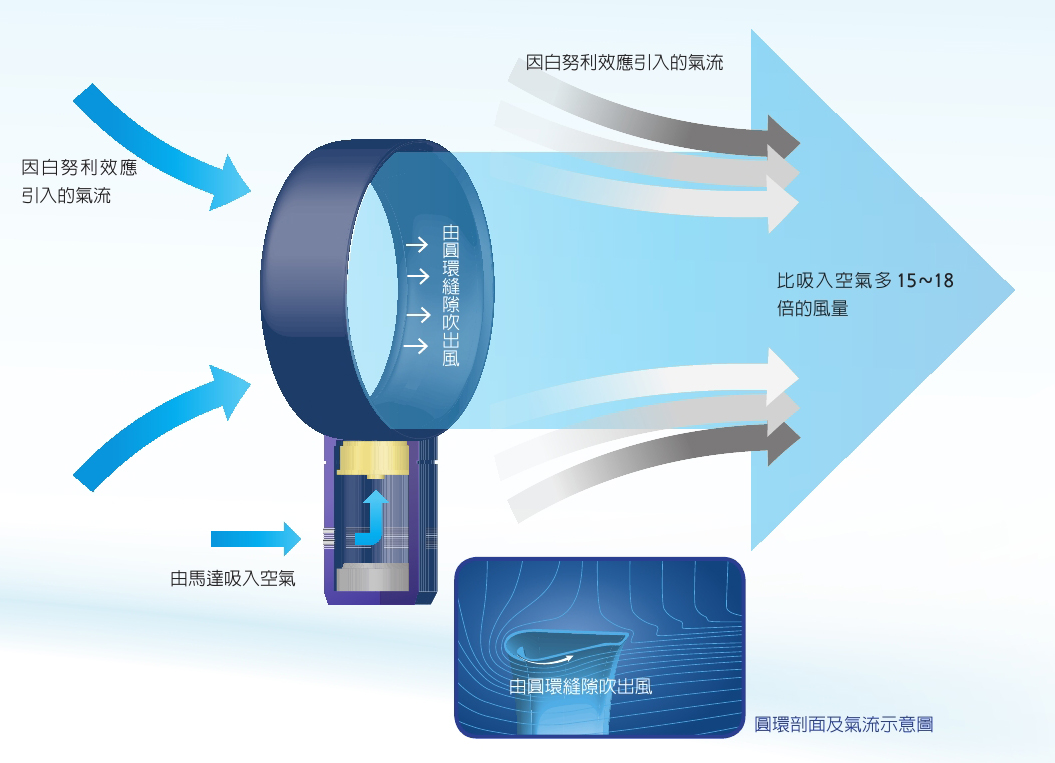 因白努利效應引入的氣流
因白努利效應
引入的氣流
由圓環縫隙吹出風
比吸入空氣多 15~18
倍的風量
由馬達吸入空氣
由圓環縫隙吹出風
圓環剖面及氣流示意圖